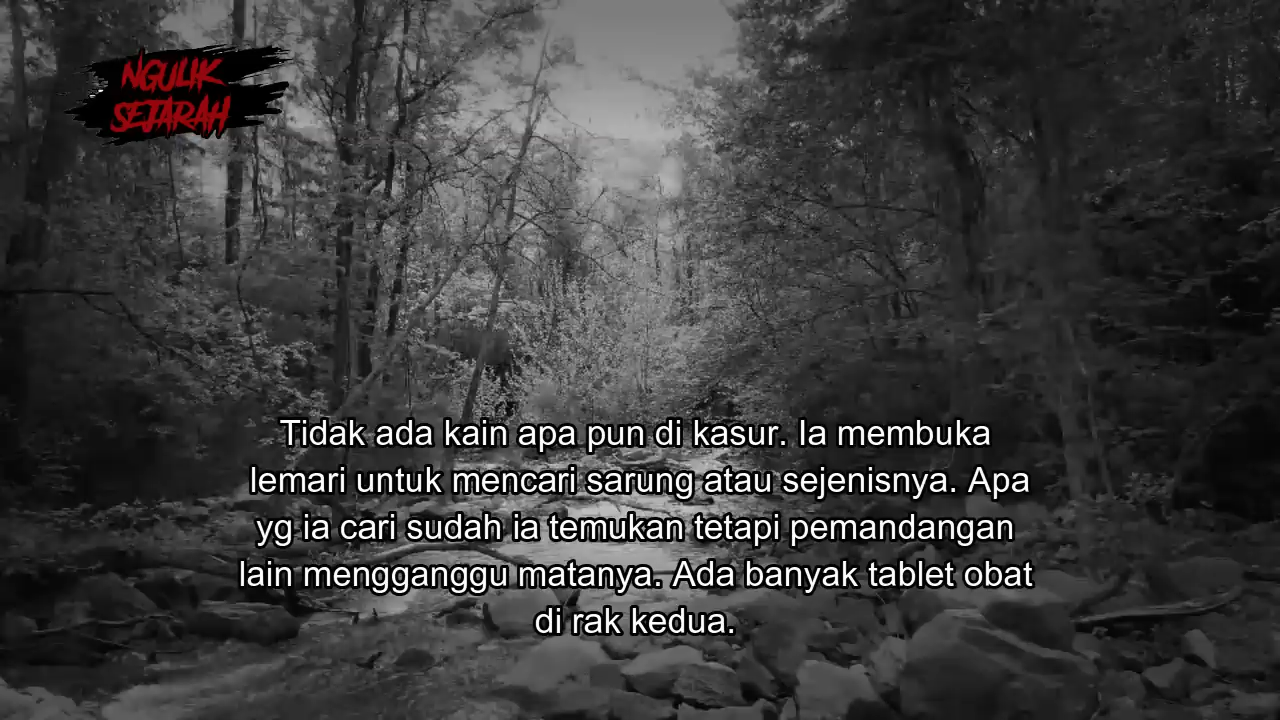 NGULIK
SEJARAH
Tidak ada kain apa pun di kasur. Ia membuka
lemari untuk mencari sarung atau sejenisnya. Apa
yg ia cari sudah ia temukan tetapi pemandangan
lain mengganggu matanya. Ada banyak tablet obat
di rak kedua.